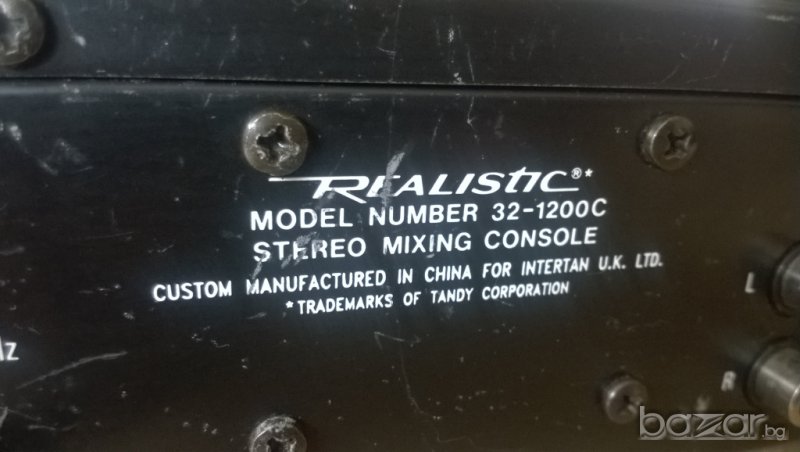 REALISTIC®*
MODEL NUMBER 32-1200C
STEREO MIXING CONSOLE
CUSTOM MANUFACTURED IN CHINA FOR INTERTAN U.K. LTD.
*TRADEMARKS OF TANDY CORPORATION
L
Hz
R
bazar.bg